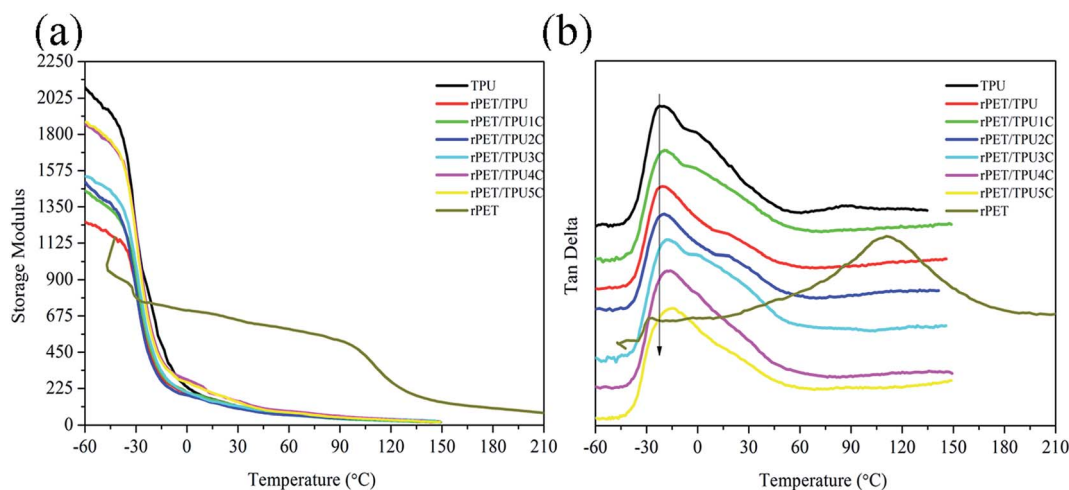 (a)
Storage Modulus
2250
2025
1800
1575
1350
1125
900
675
450
225
0
-60
-30
0
30
60
90
120
150
180
210
Temperature (°C)
TPU
rPET/TPU
rPET/TPU1C
rPET/TPU2C
rPET/TPU3C
rPET/TPU4C
rPET/TPU5C
rPET
(b)
Tan Delta
-60
-30
0
30
60
90
120
150
180
210
Temperature (°C)
TPU
rPET/TPU
rPET/TPU1C
rPET/TPU2C
rPET/TPU3C
rPET/TPU4C
rPET/TPU5C
rPET